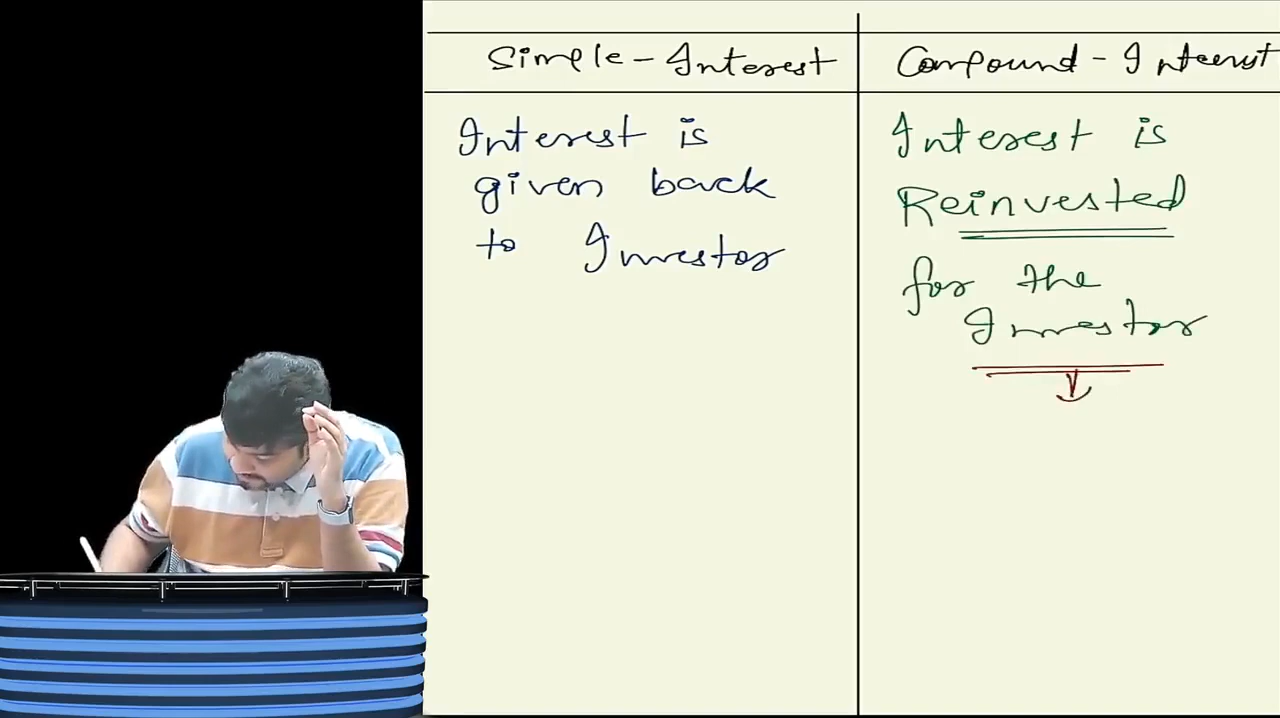 Simple-Interest
Compound-Interest
Interest is
given back
to Investor
Interest is
Reinvested
for the
Investor